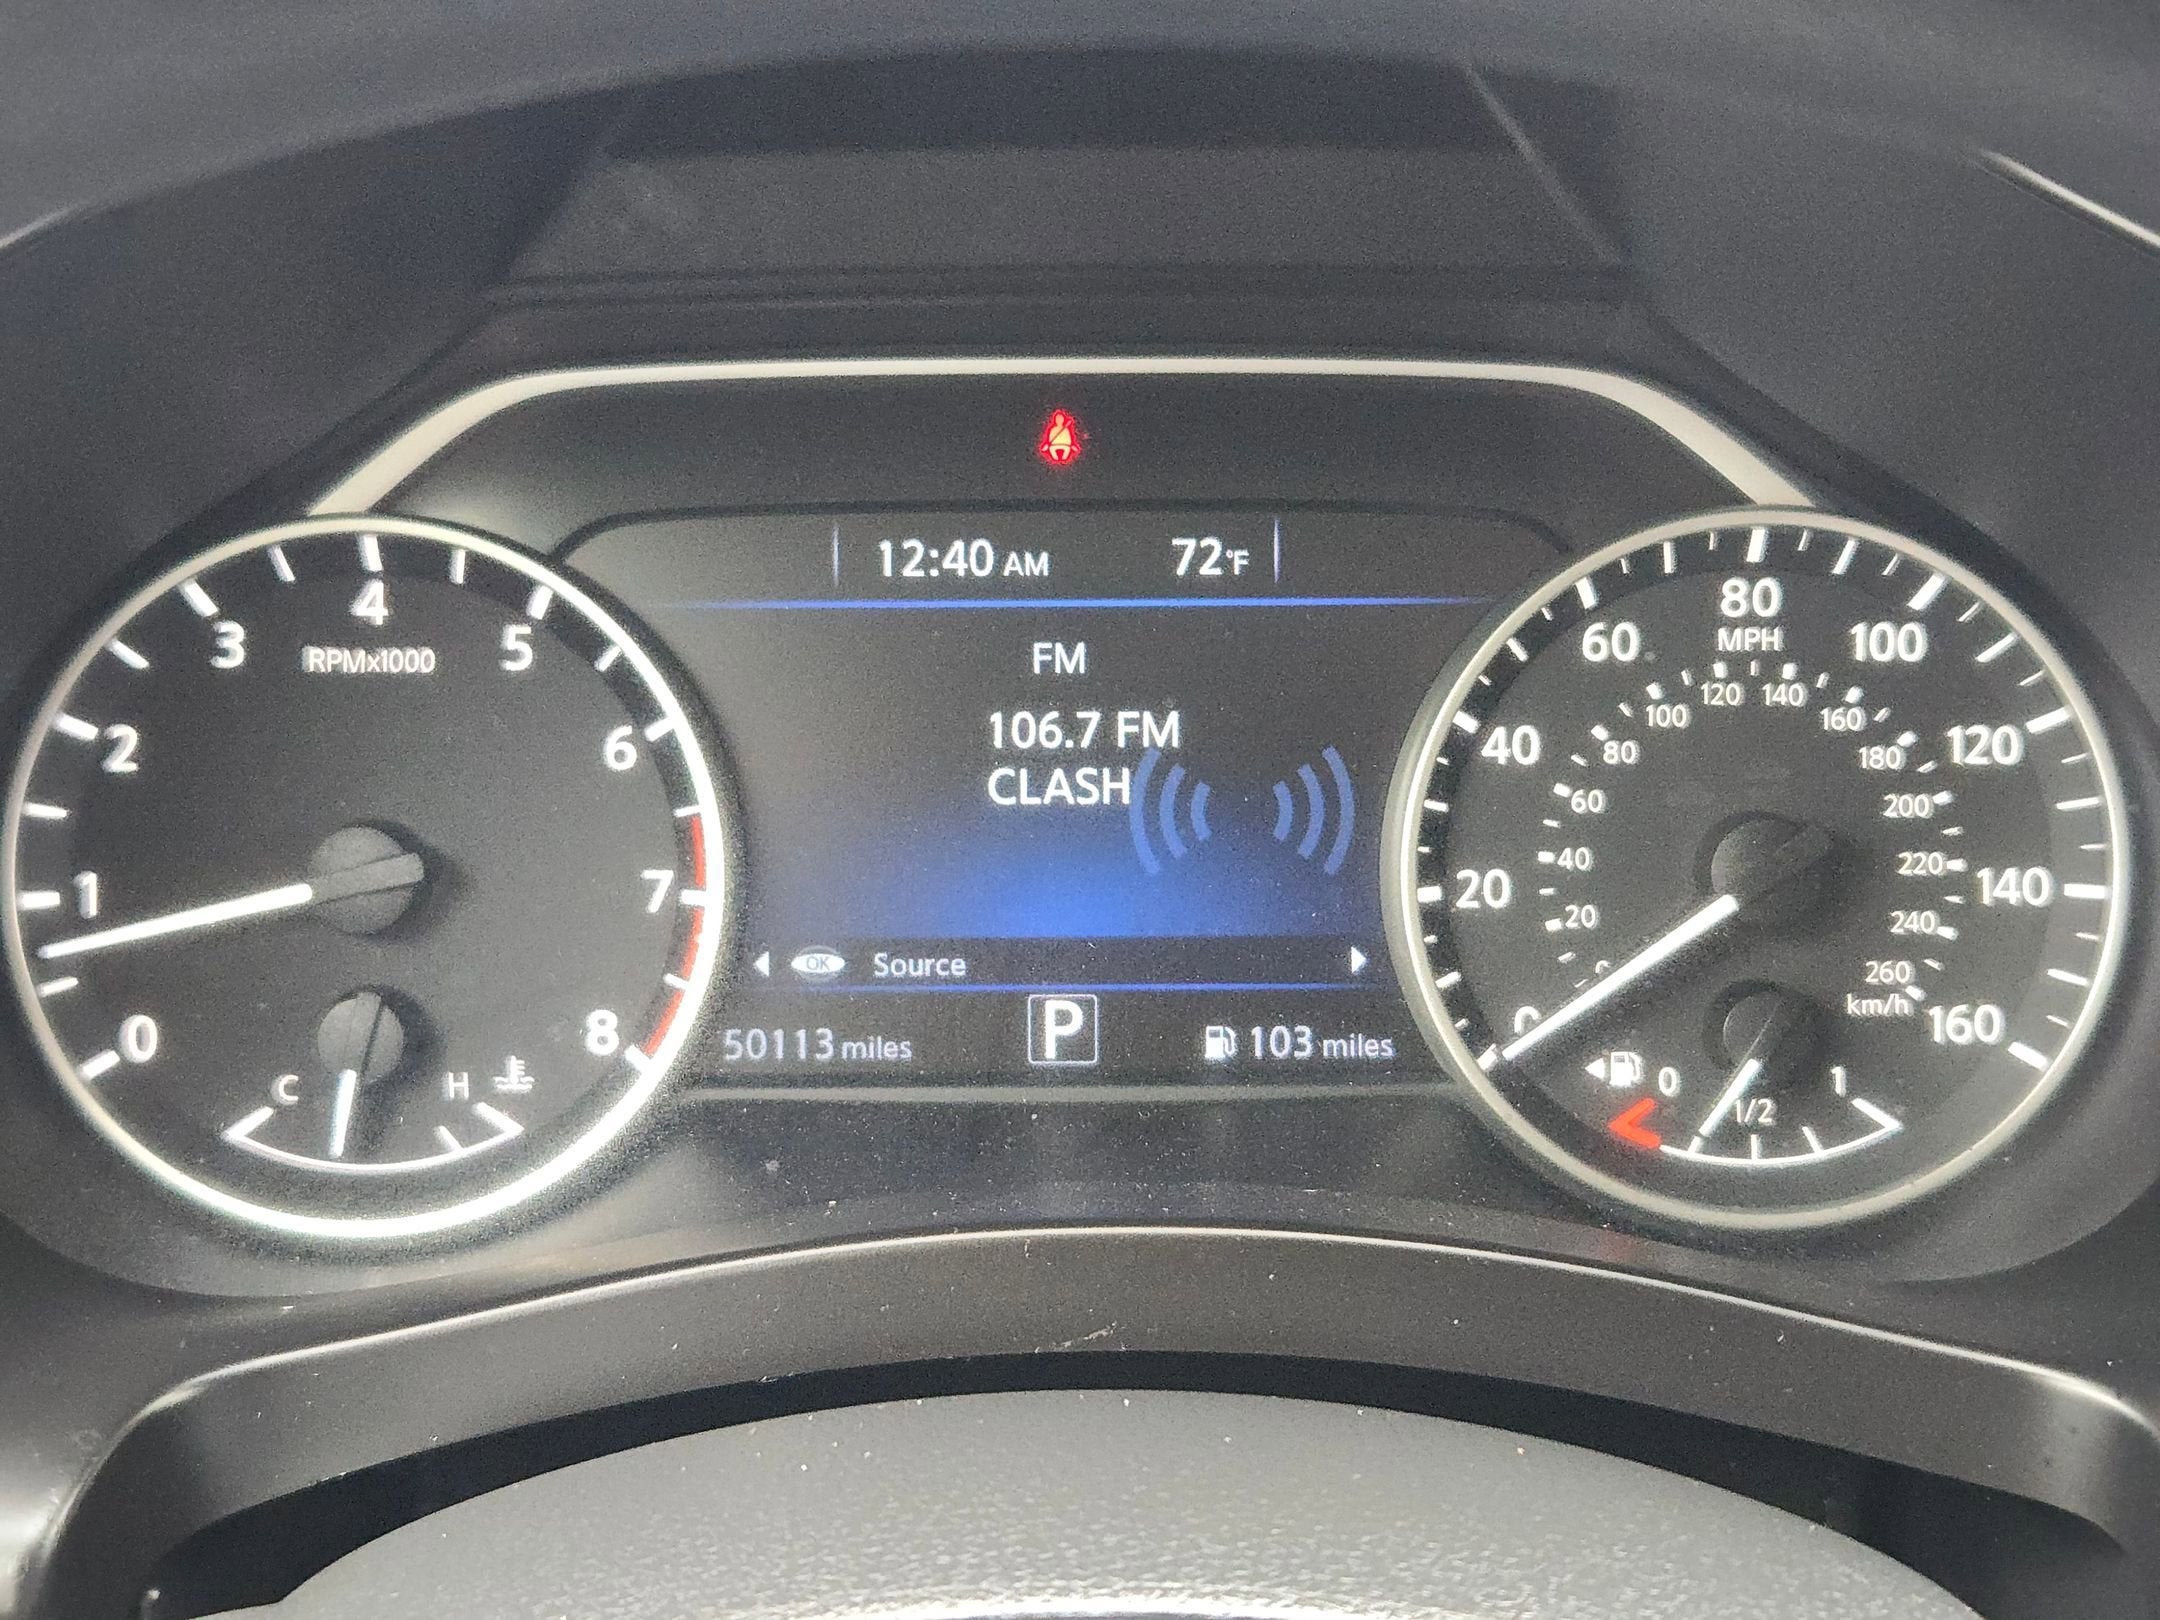 12:40 AM 72°F
FM
106.7 FM
CLASH
OK Source
50113 miles P 103 miles
0 1 2 3 4 5 6 7 8
RPMx1000
C H
0 20 40 60 80 100 120 140 160
MPH
20 40 60 80 100 120 140 160 180 200 220 240 260
km/h
0 1/2 1